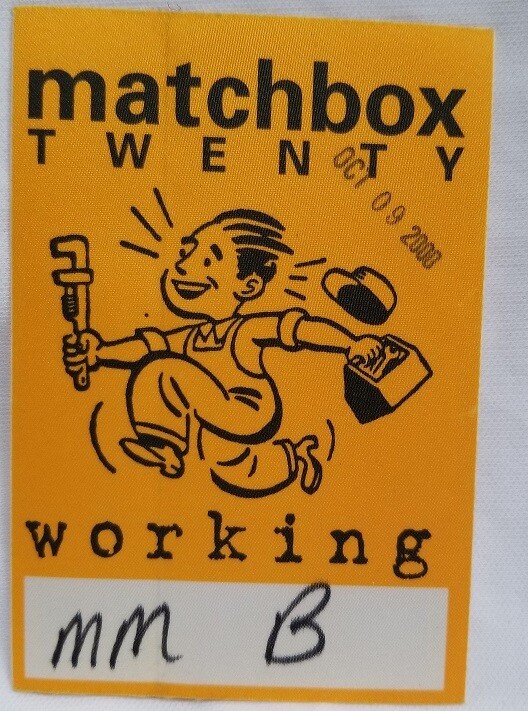 matchbox
TWENTY
OCT 09 2000
working
MM B